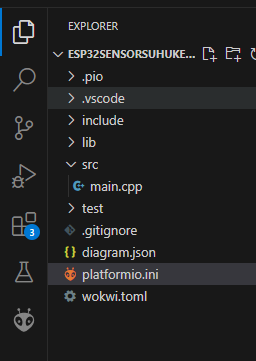 EXPLORER
ESP32SENSORSUHUKE...
.pio
.vscode
include
lib
src
main.cpp
test
.gitignore
diagram.json
platformio.ini
wokwi.toml
3